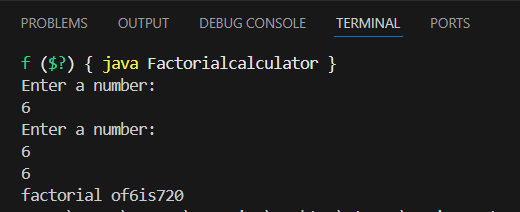 PROBLEMS OUTPUT DEBUG CONSOLE TERMINAL PORTS
f ($?) { java Factorialcalculator }
Enter a number:
6
Enter a number:
6
6
factorial of6is720